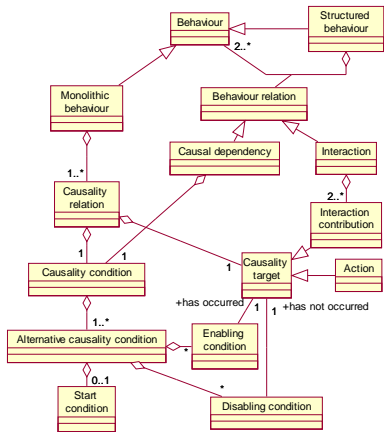 Behaviour
Structured
behaviour
2..*
Monolithic
behaviour
Behaviour relation
Causal dependency
Interaction
1..*
2..*
Causality
relation
Interaction
contribution
1
1
1
Causality
target
Action
Causality condition
+has occurred
1
1
+has not occurred
1..*
Alternative causality condition
*
Enabling
condition
0..1
*
Start
condition
Disabling condition